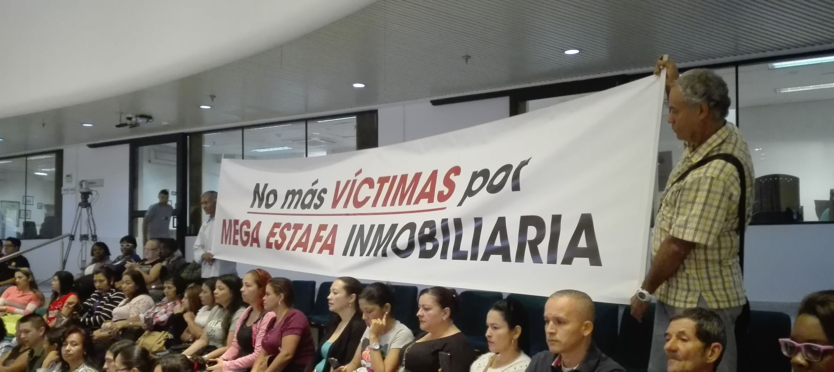 No más VÍCTIMAS por
MEGA ESTAFA INMOBILIARIA